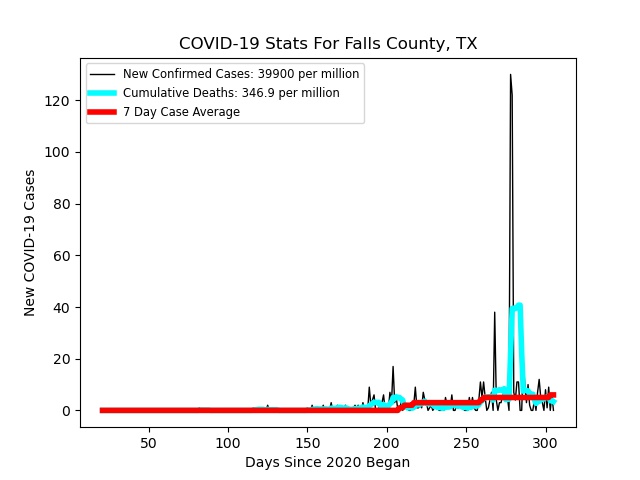 COVID-19 Stats For Falls County, TX
New Confirmed Cases: 39900 per million
Cumulative Deaths: 346.9 per million
7 Day Case Average
New COVID-19 Cases
120
100
80
60
40
20
0
50 100 150 200 250 300
Days Since 2020 Began